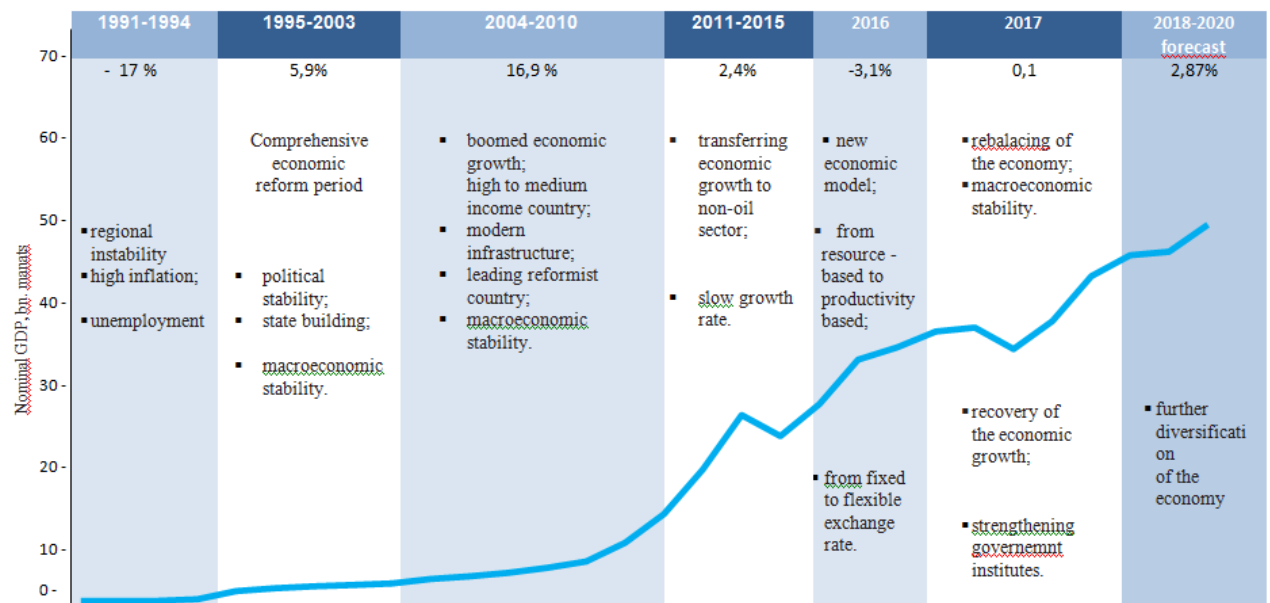 1991-1994
1995-2003
2004-2010
2011-2015
2016
2017
2018-2020
forecast
- 17 %
5,9%
16,9 %
2,4%
-3,1%
0,1
2,87%
Nominal GDP, bn. manats
70 -
60 -
50 -
40 -
30 -
20 -
10 -
0 -
▪ regional
instability
▪ high inflation;
▪ unemployment
Comprehensive
economic
reform period
▪ political
stability;
▪ state building;
▪ macroeconomic
stability.
▪ boomed economic
growth;
high to medium
income country;
▪ modern
infrastructure;
▪ leading reformist
country;
▪ macroeconomic
stability.
▪ transferring
economic
growth to
non-oil
sector;
▪ slow growth
rate.
▪ new
economic
model;
▪ from
resource -
based to
productivity
based;
▪ from fixed
to flexible
exchange
rate.
▪ rebalacing of
the economy;
▪ macroeconomic
stability.
▪ recovery of
the economic
growth;
▪ strengthening
governemnt
institutes.
▪ further
diversificati
on
of the
economy